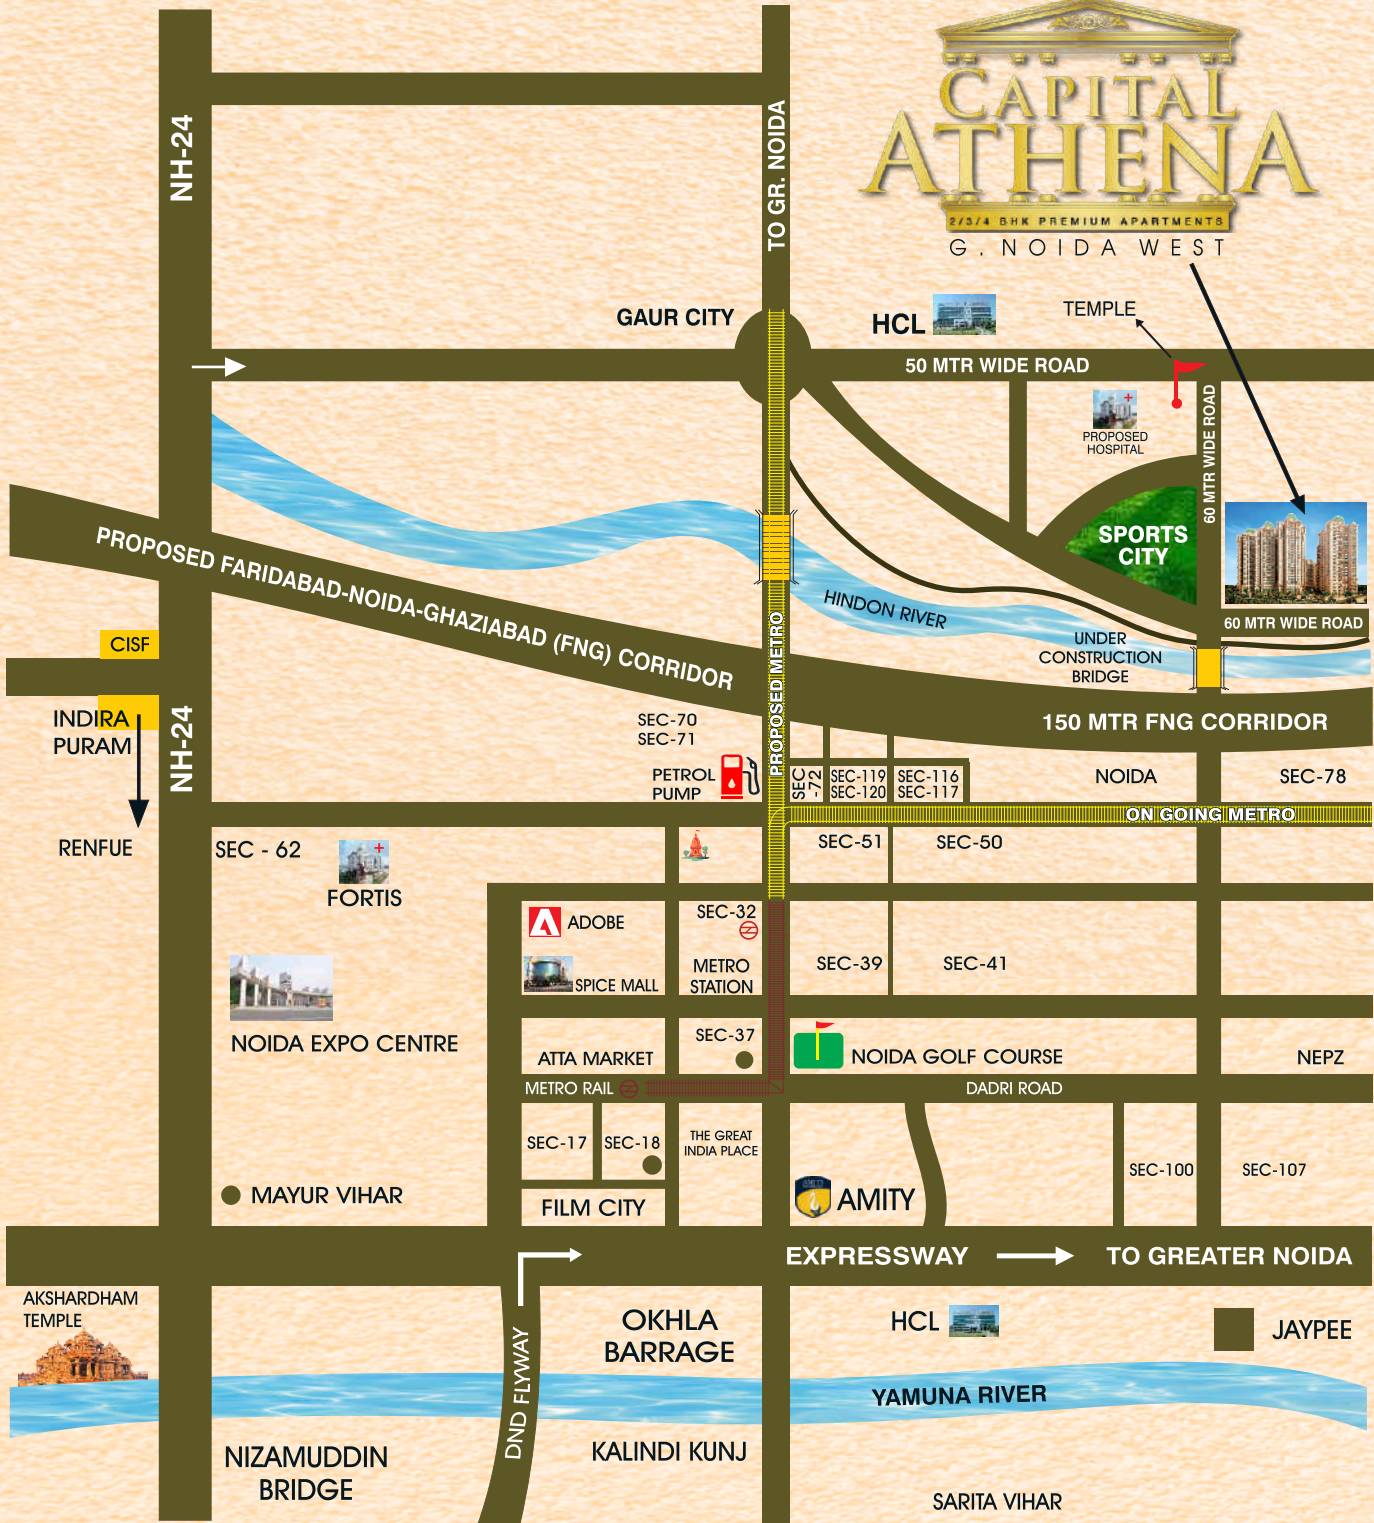 CAPITAL
ATHENA
2/3/4 BHK PREMIUM APARTMENTS
G. NOIDA WEST
NH-24
TO GR. NOIDA
GAUR CITY
HCL
TEMPLE
50 MTR WIDE ROAD
PROPOSED
HOSPITAL
60 MTR WIDE ROAD
SPORTS
CITY
PROPOSED FARIDABAD-NOIDA-GHAZIABAD (FNG) CORRIDOR
HINDON RIVER
60 MTR WIDE ROAD
UNDER
CONSTRUCTION
BRIDGE
CISF
INDIRA
PURAM
NH-24
RENFUE
PROPOSED METRO
150 MTR FNG CORRIDOR
SEC-70
SEC-71
PETROL
PUMP
SEC
-72
SEC-119
SEC-120
SEC-116
SEC-117
NOIDA
SEC-78
ON GOING METRO
SEC - 62
FORTIS
SEC-51
SEC-50
ADOBE
SEC-32
SPICE MALL
METRO
STATION
SEC-39
SEC-41
NOIDA EXPO CENTRE
ATTA MARKET
SEC-37
NOIDA GOLF COURSE
NEPZ
METRO RAIL
DADRI ROAD
SEC-17
SEC-18
THE GREAT
INDIA PLACE
SEC-100
SEC-107
MAYUR VIHAR
FILM CITY
AMITY
AMITY
EXPRESSWAY
TO GREATER NOIDA
AKSHARDHAM
TEMPLE
OKHLA
BARRAGE
HCL
JAYPEE
DND FLYWAY
YAMUNA RIVER
NIZAMUDDIN
BRIDGE
KALINDI KUNJ
SARITA VIHAR